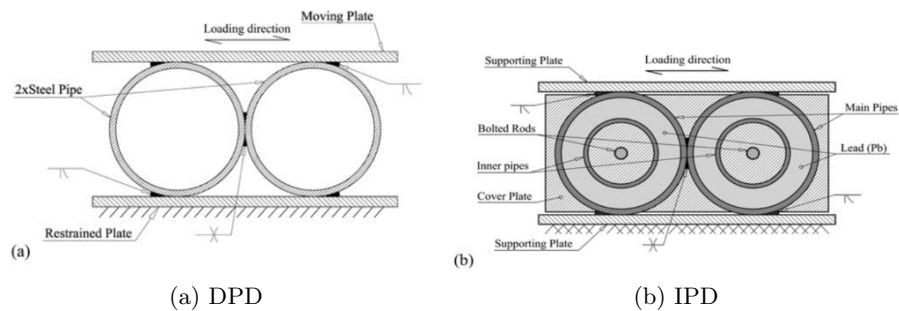 Moving Plate
Loading direction
2xSteel Pipe
Restrained Plate
(a)
Loading direction
Supporting Plate
Main Pipes
Bolted Rods
Lead (Pb)
Inner pipes
Cover Plate
Supporting Plate
(b)
(a) DPD
(b) IPD